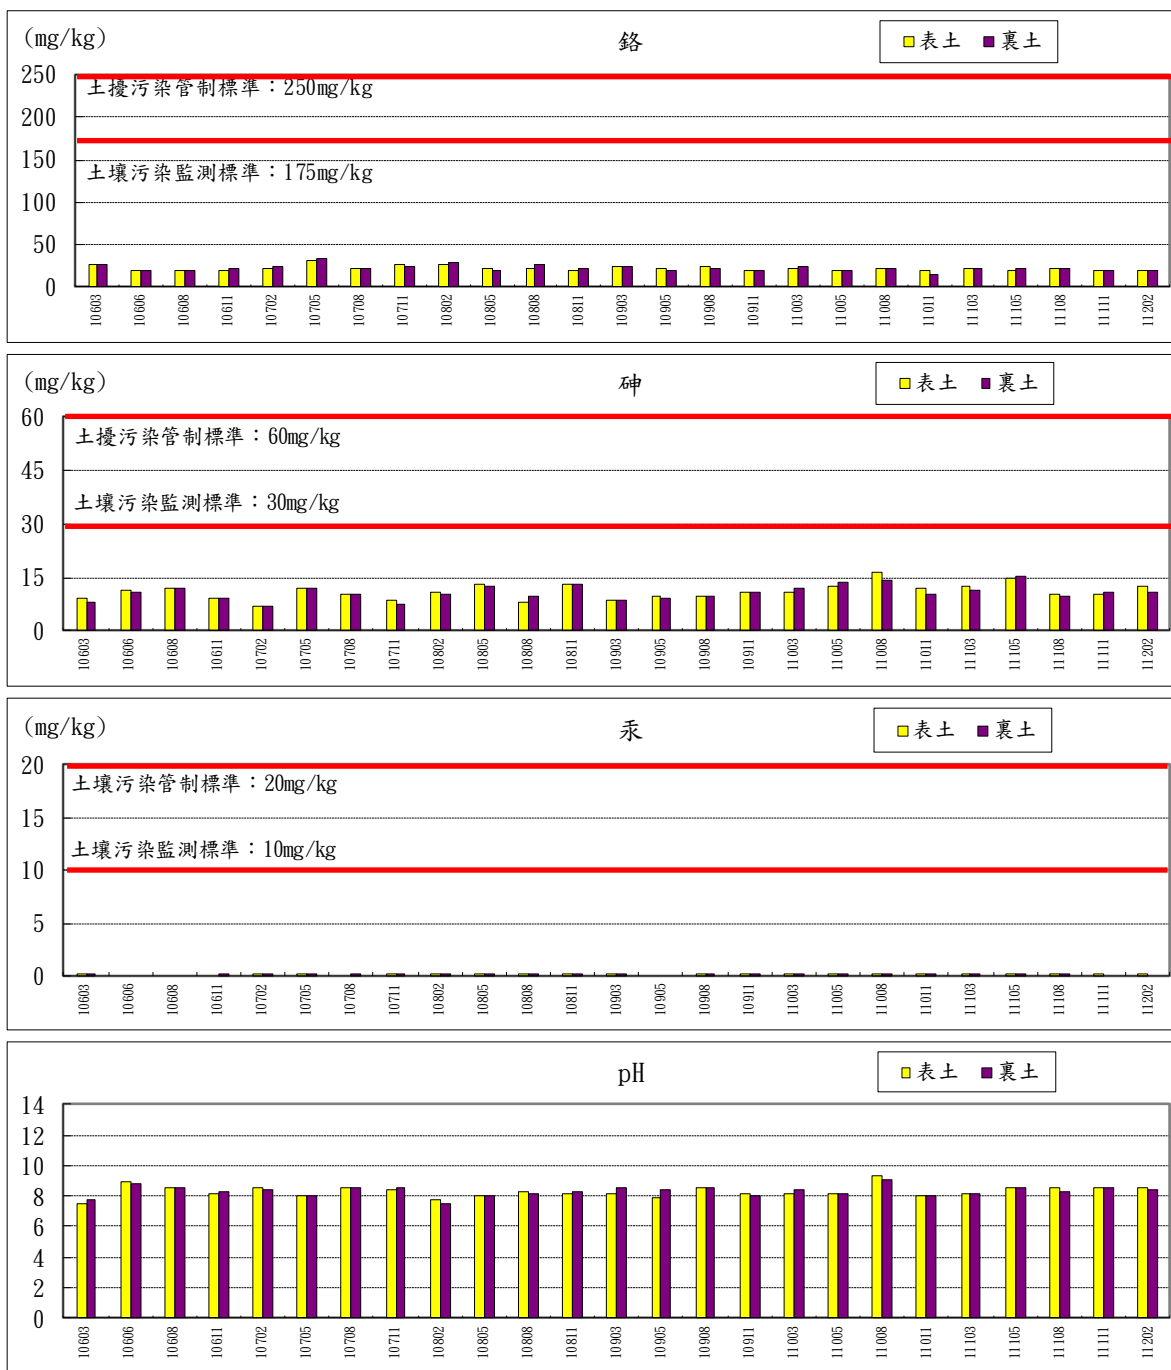 (mg/kg)
鉻
表土 裏土
250
土擾污染管制標準：250mg/kg
200
150
土壤污染監測標準：175mg/kg
100
50
0
10603 10606 10608 10611 10702 10705 10708 10711 10802 10805 10808 10811 10903 10905 10908 10911 11003 11005 11008 11011 11103 11105 11108 11111 11202
(mg/kg)
砷
表土 裏土
60
土擾污染管制標準：60mg/kg
45
土壤污染監測標準：30mg/kg
30
15
0
10603 10606 10608 10611 10702 10705 10708 10711 10802 10805 10808 10811 10903 10905 10908 10911 11003 11005 11008 11011 11103 11105 11108 11111 11202
(mg/kg)
汞
表土 裏土
20
土壤污染管制標準：20mg/kg
15
土壤污染監測標準：10mg/kg
10
5
0
10603 10606 10608 10611 10702 10705 10708 10711 10802 10805 10808 10811 10903 10905 10908 10911 11003 11005 11008 11011 11103 11105 11108 11111 11202
pH
表土 裏土
14
12
10
8
6
4
2
0
10603 10606 10608 10611 10702 10705 10708 10711 10802 10805 10808 10811 10903 10905 10908 10911 11003 11005 11008 11011 11103 11105 11108 11111 11202